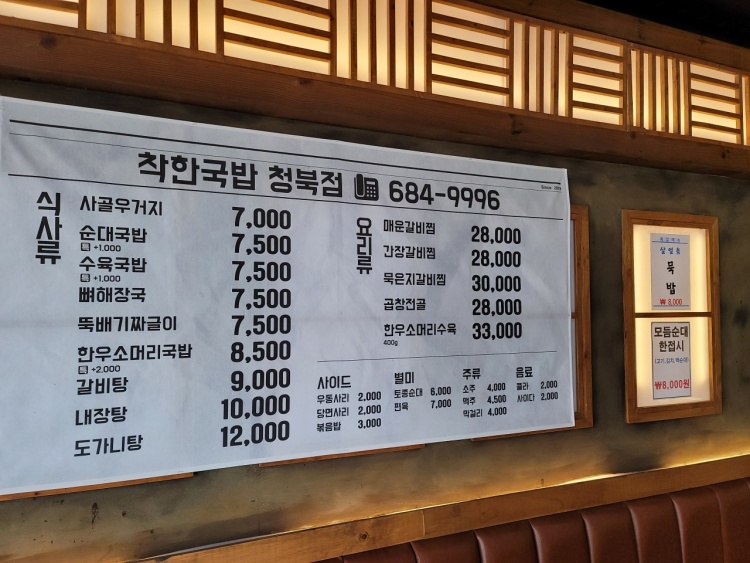 착한국밥 청북점 684-9996
식사류
사골우거지 7,000
순대국밥 7,500
특 +1,000
수육국밥 7,500
특 +1,000
뼈해장국 7,500
뚝배기짜글이 7,500
한우소머리국밥 8,500
특 +2,000
갈비탕 9,000
내장탕 10,000
도가니탕 12,000
요리류
매운갈비찜 28,000
간장갈비찜 28,000
묵은지갈비찜 30,000
곱창전골 28,000
한우소머리수육 33,000
400g
사이드
우동사리 2,000
당면사리 2,000
볶음밥 3,000
별미
토종순대 6,000
편육 7,000
주류
소주 4,000
맥주 4,500
막걸리 4,000
음료
콜라 2,000
사이다 2,000
묵
밥
₩ 8,000
모듬순대
한접시
₩8,000원